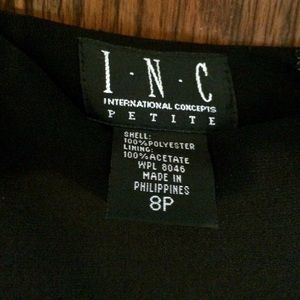 I·N·C
INTERNATIONAL CONCEPTS
PETITE
SHELL:
100% POLYESTER
LINING:
100% ACETATE
WPL 8046
MADE IN
PHILIPPINES
8P